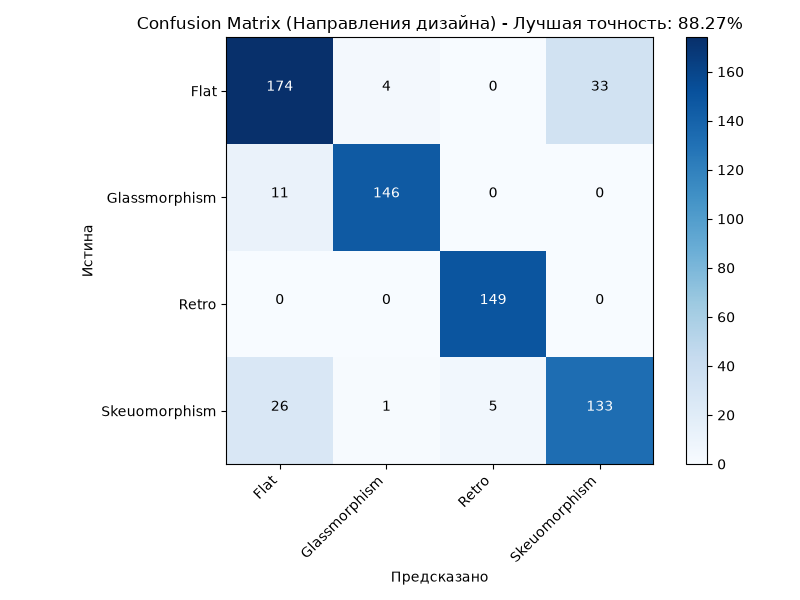 Confusion Matrix (Направления дизайна) - Лучшая точность: 88.27%
Flat 174 4 0 33
Glassmorphism 11 146 0 0
Retro 0 0 149 0
Skeuomorphism 26 1 5 133
Flat Glassmorphism Retro Skeuomorphism
Истина
Предсказано
160
140
120
100
80
60
40
20
0